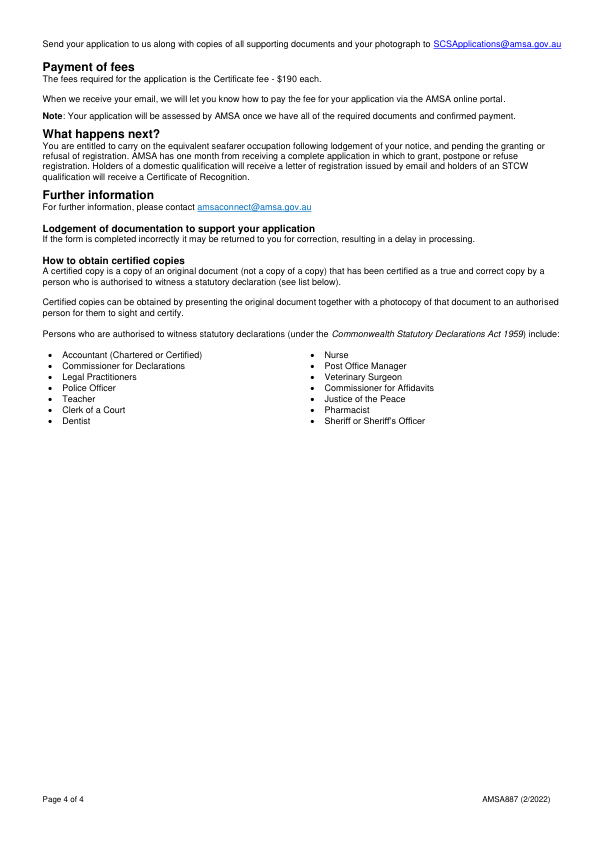 Send your application to us along with copies of all supporting documents and your photograph to SCSApplications@amsa.gov.au
Payment of fees
The fees required for the application is the Certificate fee - $190 each.
When we receive your email, we will let you know how to pay the fee for your application via the AMSA online portal.
Note: Your application will be assessed by AMSA once we have all of the required documents and confirmed payment.
What happens next?
You are entitled to carry on the equivalent seafarer occupation following lodgement of your notice, and pending the granting or
refusal of registration. AMSA has one month from receiving a complete application in which to grant, postpone or refuse
registration. Holders of a domestic qualification will receive a letter of registration issued by email and holders of an STCW
qualification will receive a Certificate of Recognition.
Further information
For further information, please contact amsaconnect@amsa.gov.au
Lodgement of documentation to support your application
If the form is completed incorrectly it may be returned to you for correction, resulting in a delay in processing.
How to obtain certified copies
A certified copy is a copy of an original document (not a copy of a copy) that has been certified as a true and correct copy by a
person who is authorised to witness a statutory declaration (see list below).
Certified copies can be obtained by presenting the original document together with a photocopy of that document to an authorised
person for them to sight and certify.
Persons who are authorised to witness statutory declarations (under the Commonwealth Statutory Declarations Act 1959) include:
• Accountant (Chartered or Certified)
• Commissioner for Declarations
• Legal Practitioners
• Police Officer
• Teacher
• Clerk of a Court
• Dentist
• Nurse
• Post Office Manager
• Veterinary Surgeon
• Commissioner for Affidavits
• Justice of the Peace
• Pharmacist
• Sheriff or Sheriff's Officer
Page 4 of 4
AMSA887 (2/2022)